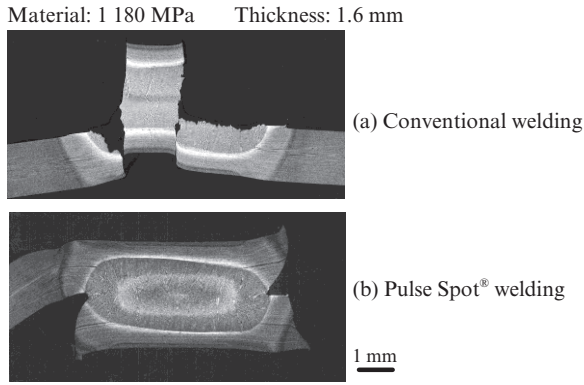 Material: 1 180 MPa Thickness: 1.6 mm
(a) Conventional welding
(b) Pulse Spot® welding
1 mm